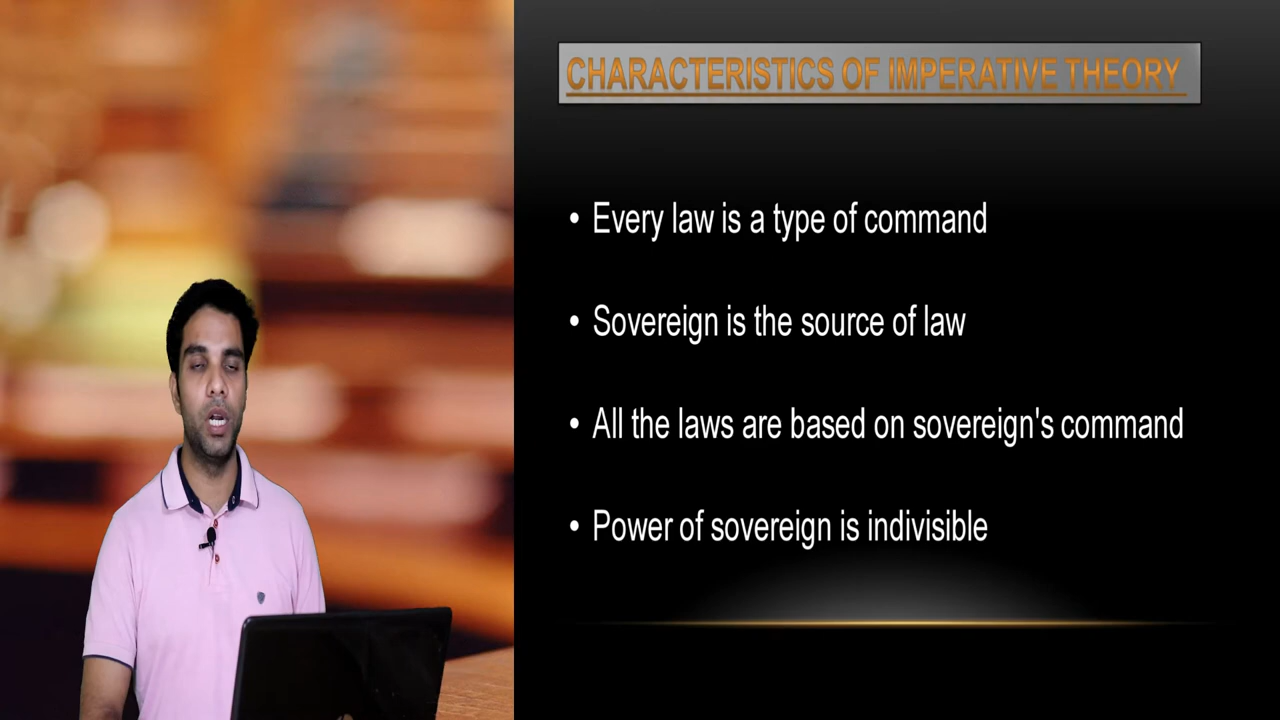 CHARACTERISTICS OF IMPERATIVE THEORY
• Every law is a type of command
• Sovereign is the source of law
• All the laws are based on sovereign's command
• Power of sovereign is indivisible